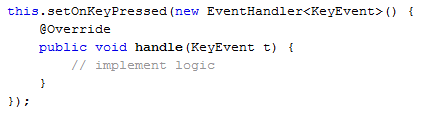 this.setOnKeyPressed(new EventHandler<KeyEvent>() {
    @Override
    public void handle(KeyEvent t) {
        // implement logic
    }
});